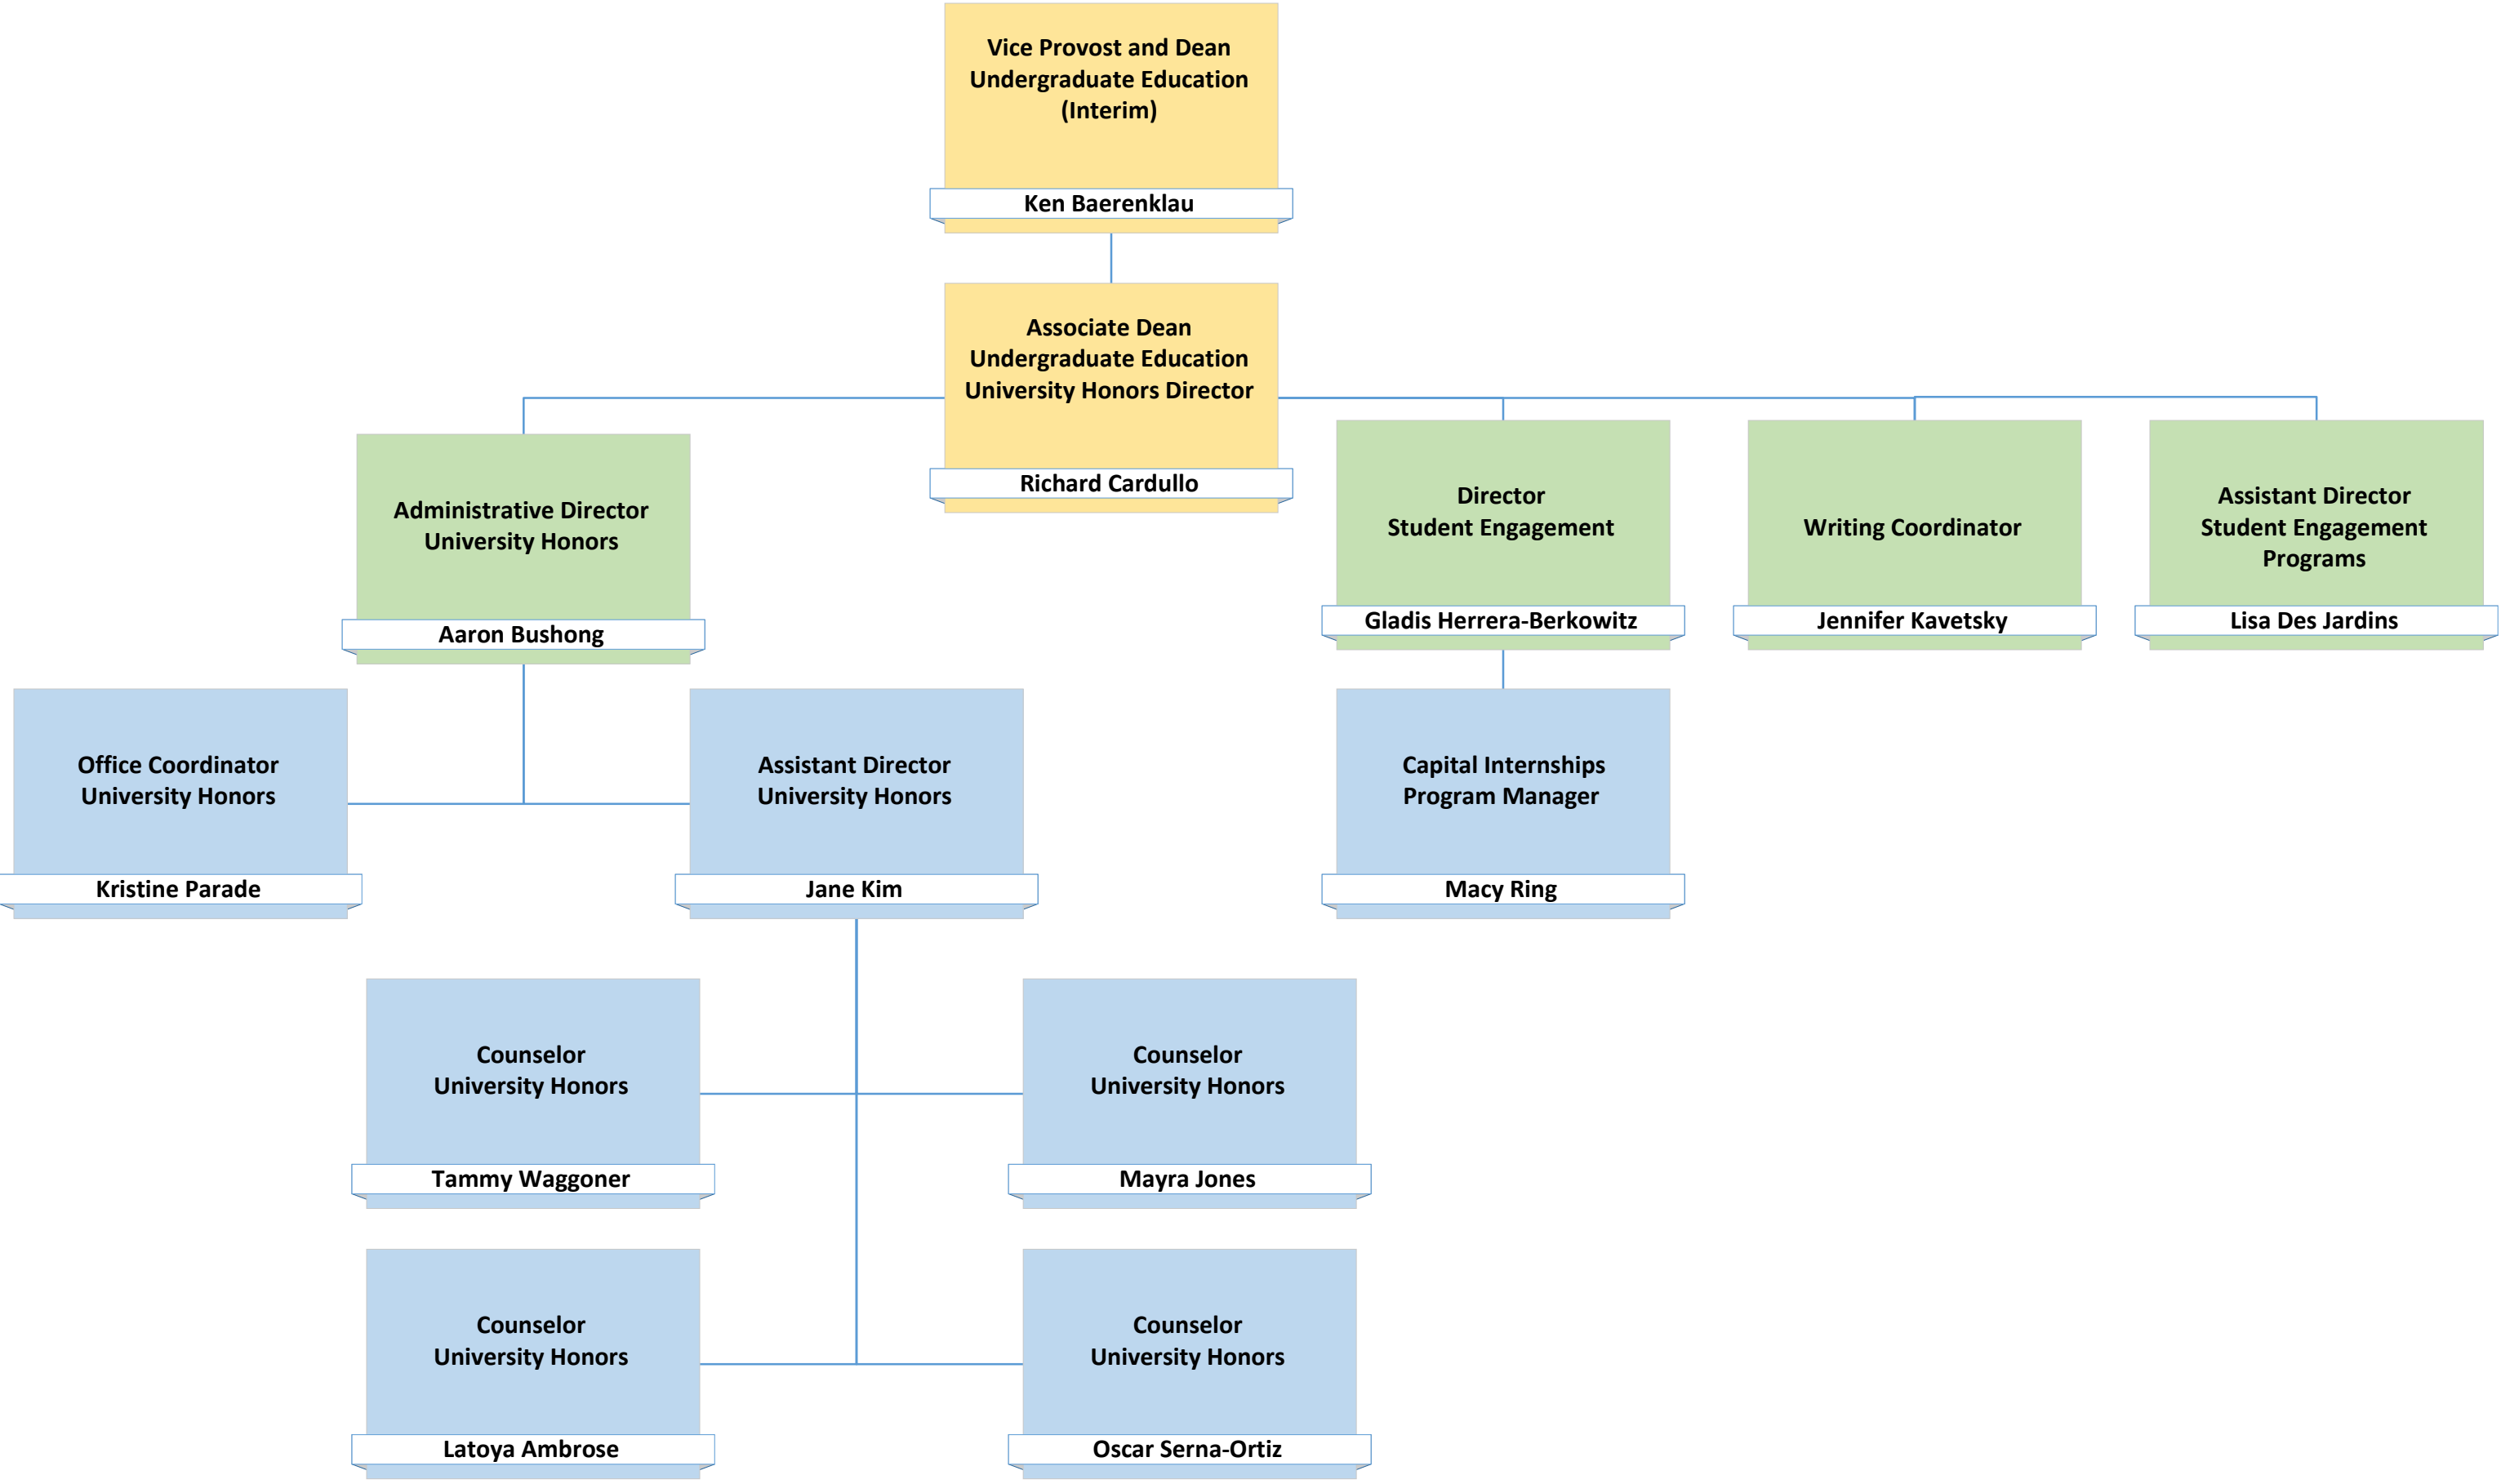 Vice Provost and Dean
Undergraduate Education
(Interim)
Ken Baerenklau
Associate Dean
Undergraduate Education
University Honors Director
Richard Cardullo
Administrative Director
University Honors
Aaron Bushong
Director
Student Engagement
Gladis Herrera-Berkowitz
Writing Coordinator
Jennifer Kavetsky
Assistant Director
Student Engagement
Programs
Lisa Des Jardins
Office Coordinator
University Honors
Kristine Parade
Assistant Director
University Honors
Jane Kim
Capital Internships
Program Manager
Macy Ring
Counselor
University Honors
Tammy Waggoner
Counselor
University Honors
Mayra Jones
Counselor
University Honors
Latoya Ambrose
Counselor
University Honors
Oscar Serna-Ortiz